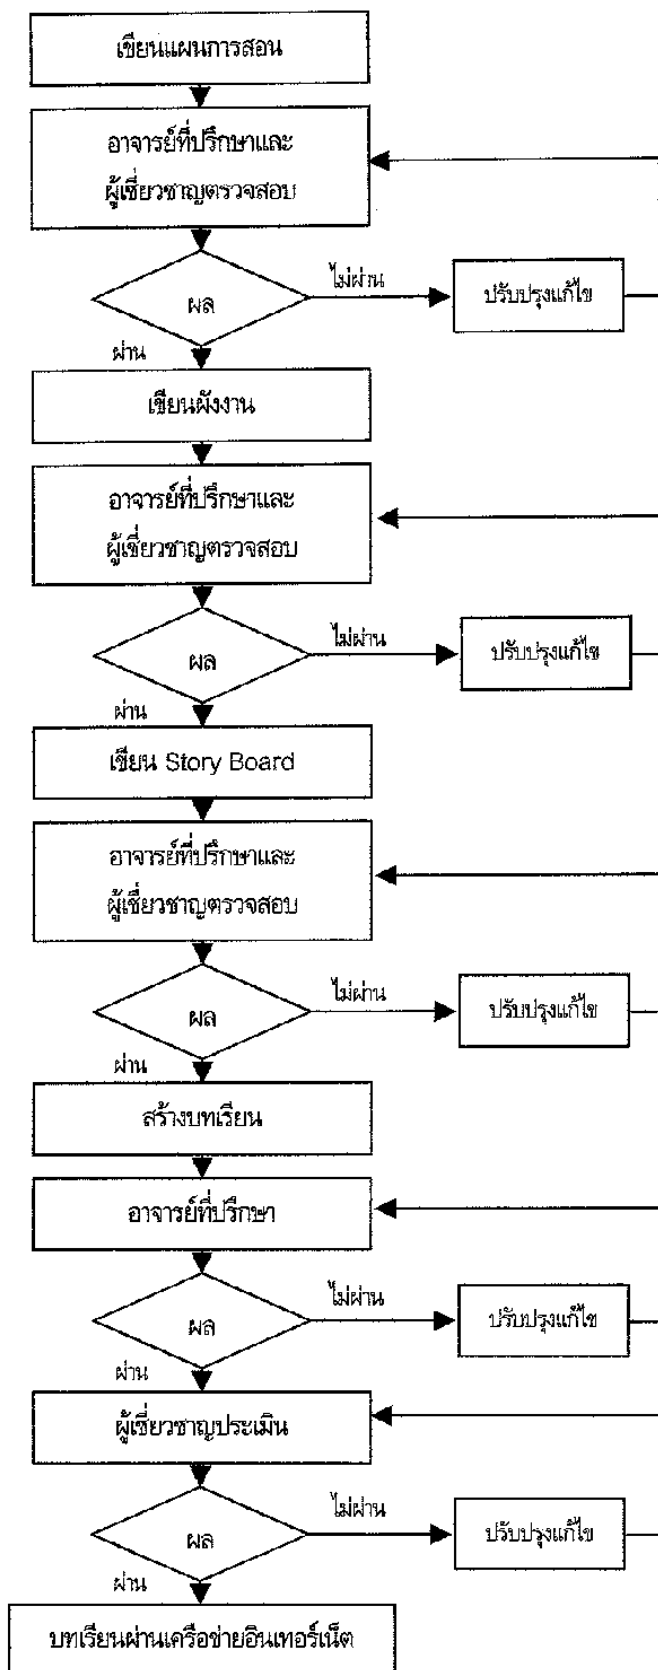 เขียนแผนการสอน
อาจารย์ที่ปรึกษาและ
ผู้เชี่ยวชาญตรวจสอบ
ผล
ไม่ผ่าน
ปรับปรุงแก้ไข
ผ่าน
เขียนผังงาน
อาจารย์ที่ปรึกษาและ
ผู้เชี่ยวชาญตรวจสอบ
ผล
ไม่ผ่าน
ปรับปรุงแก้ไข
ผ่าน
เขียน Story Board
อาจารย์ที่ปรึกษาและ
ผู้เชี่ยวชาญตรวจสอบ
ผล
ไม่ผ่าน
ปรับปรุงแก้ไข
ผ่าน
สร้างบทเรียน
อาจารย์ที่ปรึกษา
ผล
ไม่ผ่าน
ปรับปรุงแก้ไข
ผ่าน
ผู้เชี่ยวชาญประเมิน
ผล
ไม่ผ่าน
ปรับปรุงแก้ไข
ผ่าน
บทเรียนผ่านเครือข่ายอินเทอร์เน็ต